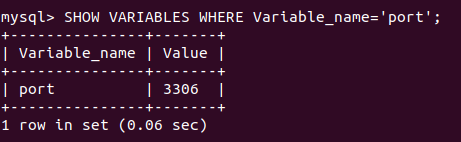 mysql> SHOW VARIABLES WHERE Variable_name='port';
+---------------+-------+
| Variable_name | Value |
+---------------+-------+
| port          | 3306  |
+---------------+-------+
1 row in set (0.06 sec)